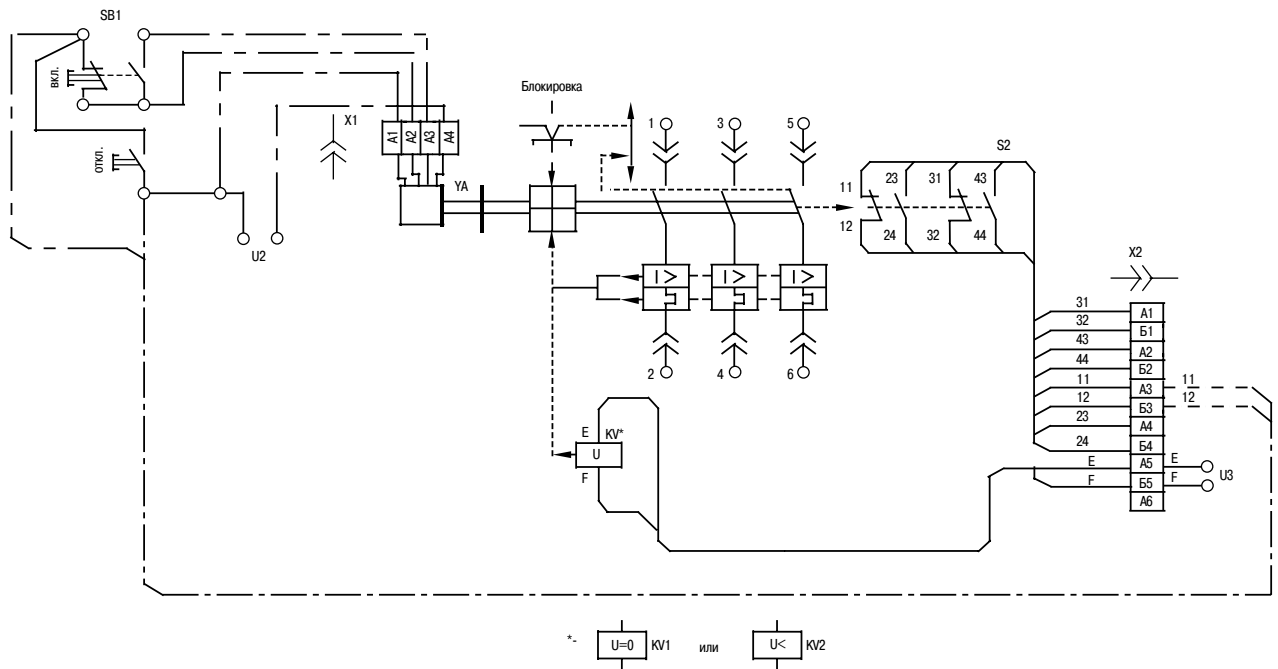 SB1
вкл.
откл.
U2
X1
A1 A2 A3 A4
YA
Блокировка
1 3 5
2 4 6
I > I > I >
S2
11 23 31 43
12 24 32 44
X2
31 A1
32 Б1
43 A2
44 Б2
11 A3 11
12 Б3 12
23 A4
24 Б4
E A5 E
F Б5 F
A6
U3
E KV*
U
F
*- U=0 KV1 или U< KV2